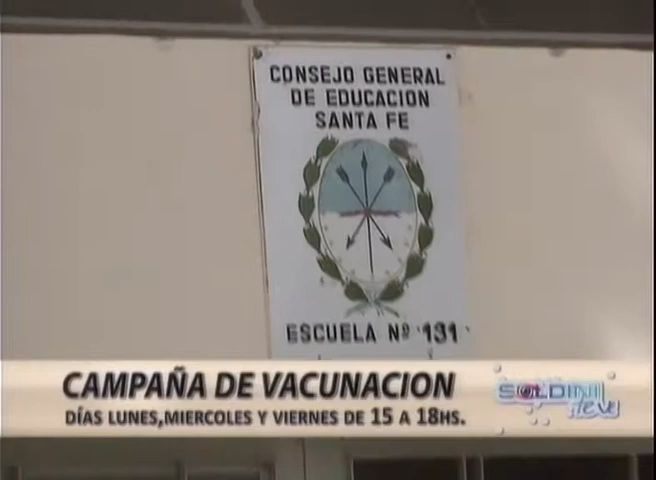 CONSEJO GENERAL
DE EDUCACION
SANTA FE
ESCUELA Nº 131
CAMPAÑA DE VACUNACION
DÍAS LUNES,MIERCOLES Y VIERNES DE 15 A 18HS.
SOLDINI
teve